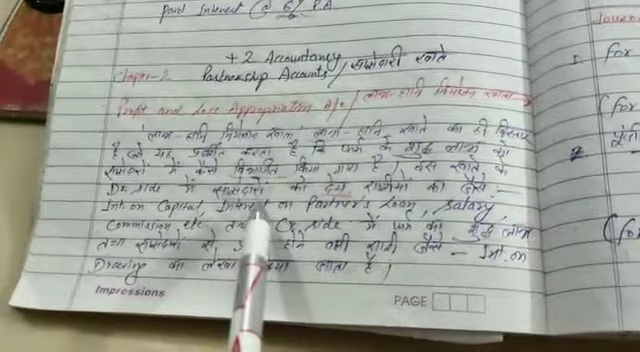 Paid Interest @ 6% P.A
+2 Accountancy
Chapter-2 Partnership Accounts / साझेदारी खाते
Profit and Loss Appropriation A/c / लाभ-हानि नियोजन खाता
'लाभ-हानि नियोजन खाता' लाभ-हानि खाते का ही विस्तार
है जो यह प्रदर्शित करता है कि फर्म के शुद्ध लाभ को
साझेदारों में कैसे विभाजित किया गया है इस खाते के
Dr. side में साझेदारों को देय राशियों का जैसे -
Int. on Capital, Interest on Partner's Loan, Salary,
Commission etc. तथा Cr. side में फर्म का शुद्ध लाभ
तथा साझेदारों से होने वाली राशी जैसे - Int. on
Drawing का लेखा जाता है,
Impressions
PAGE
Journa
for
(for